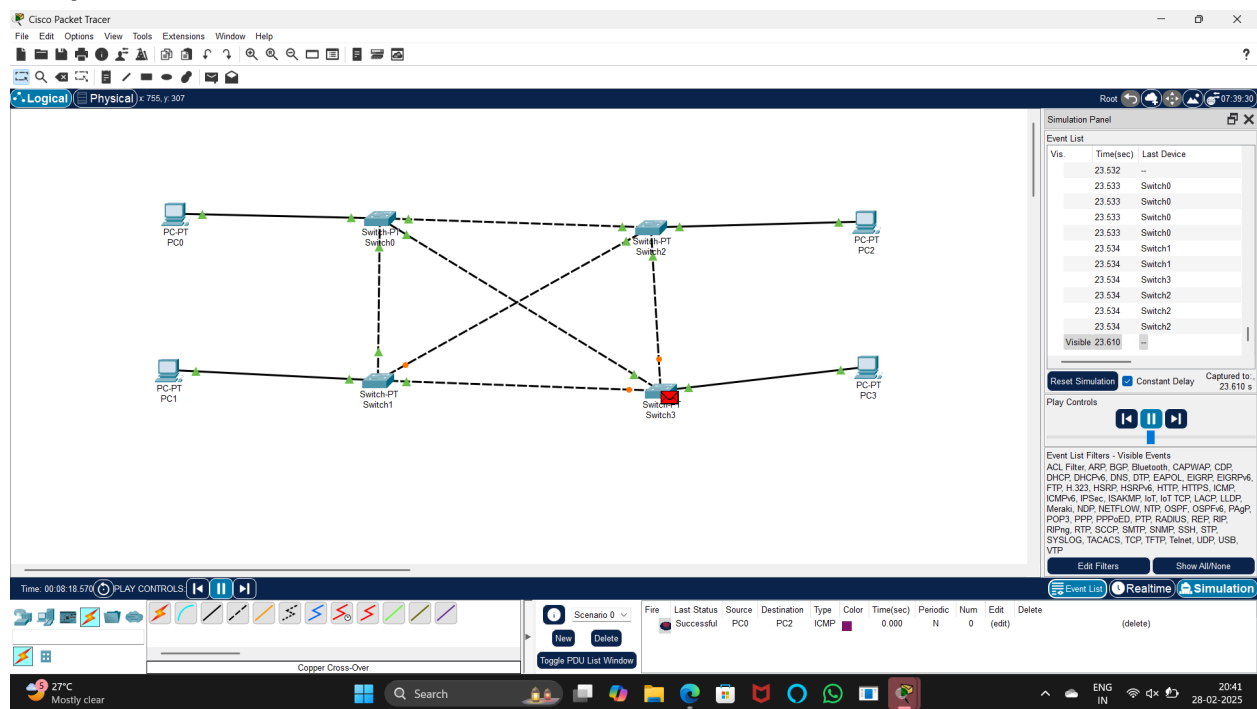 Cisco Packet Tracer
File Edit Options View Tools Extensions Window Help
?
Logical Physical x: 755, y: 307 Root 07:39:30
Simulation Panel
Event List
Vis. Time(sec) Last Device
23.532 --
23.533 Switch0
23.533 Switch0
23.533 Switch0
23.533 Switch0
23.534 Switch1
23.534 Switch1
23.534 Switch3
23.534 Switch2
23.534 Switch2
23.534 Switch2
Visible 23.610 --
Reset Simulation Constant Delay Captured to:
23.610 s
Play Controls
Event List Filters - Visible Events
ACL Filter, ARP, BGP, Bluetooth, CAPWAP, CDP,
DHCP, DHCPv6, DNS, DTP, EAPOL, EIGRP, EIGRPv6,
FTP, H.323, HSRP, HSRPv6, HTTP, HTTPS, ICMP,
ICMPv6, IPSec, ISAKMP, IoT, IoT TCP, LACP, LLDP,
Meraki, NDP, NETFLOW, NTP, OSPF, OSPFv6, PAgP,
POP3, PPP, PPPoED, PTP, RADIUS, REP, RIP,
RIPng, RTP, SCCP, SMTP, SNMP, SSH, STP,
SYSLOG, TACACS, TCP, TFTP, Telnet, UDP, USB,
VTP
Edit Filters Show All/None
PC-PT
PC0
Switch-PT
Switch0
Switch-PT
Switch2
PC-PT
PC2
PC-PT
PC1
Switch-PT
Switch1
Switch-PT
Switch3
PC-PT
PC3
Time: 00:08:18.570 PLAY CONTROLS: Event List Realtime Simulation
Scenario 0
New Delete
Toggle PDU List Window
Fire Last Status Source Destination Type Color Time(sec) Periodic Num Edit Delete
Successful PC0 PC2 ICMP 0.000 N 0 (edit) (delete)
Copper Cross-Over
5
27°C
Mostly clear
Search
ENG
IN
20:41
28-02-2025